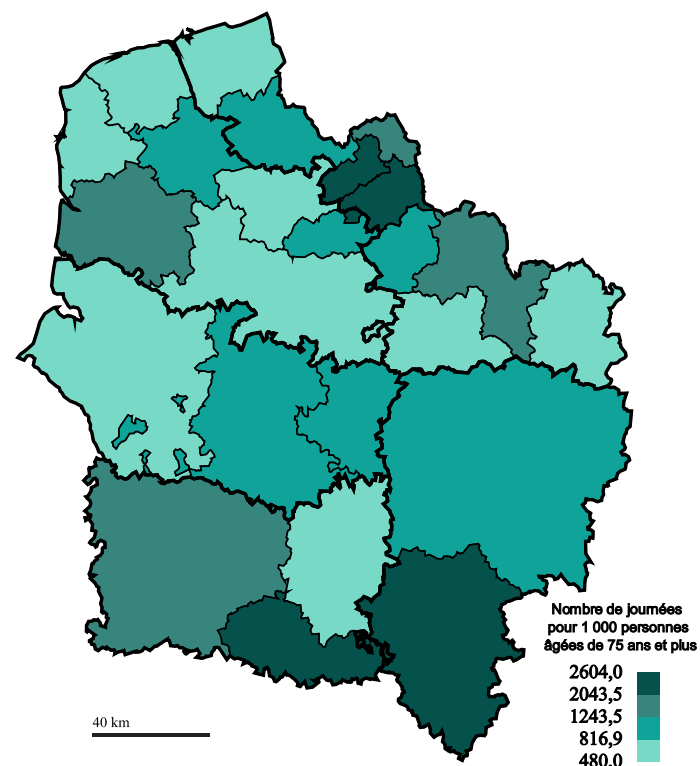 Nombre de journées
pour 1 000 personnes
âgées de 75 ans et plus
2604,0
2043,5
1243,5
816,9
480,0
40 km